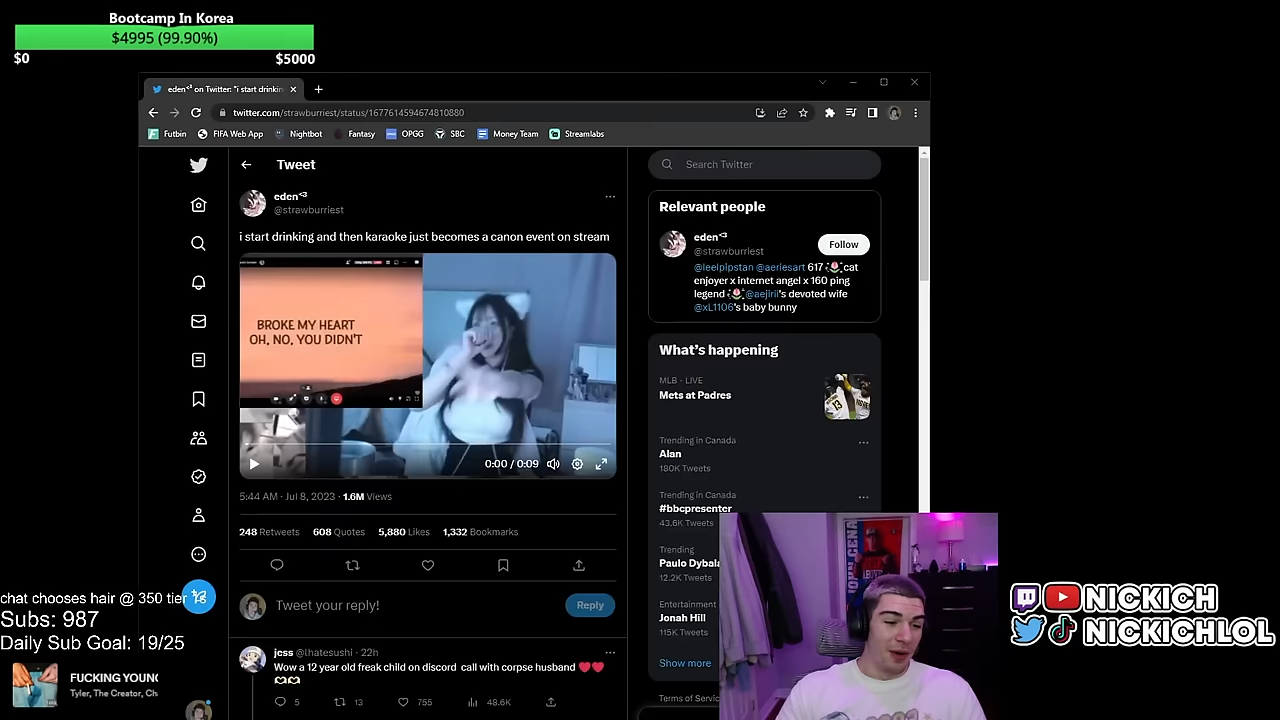 Bootcamp In Korea
$4995 (99.90%)
$0
$5000
eden<3 on Twitter: "i start drinkin
twitter.com/strawburriest/status/1677614594674810880
Futbin
FIFA Web App
Nightbot
Fantasy
OPGG
SBC
Money Team
Streamlabs
Tweet
eden<3
@strawburriest
i start drinking and then karaoke just becomes a canon event on stream
BROKE MY HEART
OH, NO, YOU DIDN'T
0:00 / 0:09
5:44 AM · Jul 8, 2023 · 1.6M Views
248 Retweets 608 Quotes 5,880 Likes 1,332 Bookmarks
Tweet your reply!
Reply
jess @Ihatesushi · 22h
Wow a 12 year old freak child on discord call with corpse husband
5
13
755
48.6K
Search Twitter
Relevant people
eden<3
@strawburriest
Follow
@leelplpstan @aerlesart 617 cat
enjoyer x internet angel x 160 ping
legend @aejirii's devoted wife
@xL1106's baby bunny
What's happening
MLB · LIVE
Mets at Padres
Trending in Canada
Alan
180K Tweets
Trending in Canada
#bbcpresenter
43.6K Tweets
Trending
Paulo Dybala
12.2K Tweets
Entertainment
Jonah Hill
115K Tweets
Show more
Terms of Servic
chat chooses hair @ 350 tier
Subs: 987
Daily Sub Goal: 19/25
FUCKING YOUNG
Tyler, The Creator, Ch
JOHN CENA
NICKICH
NICKICHLOL